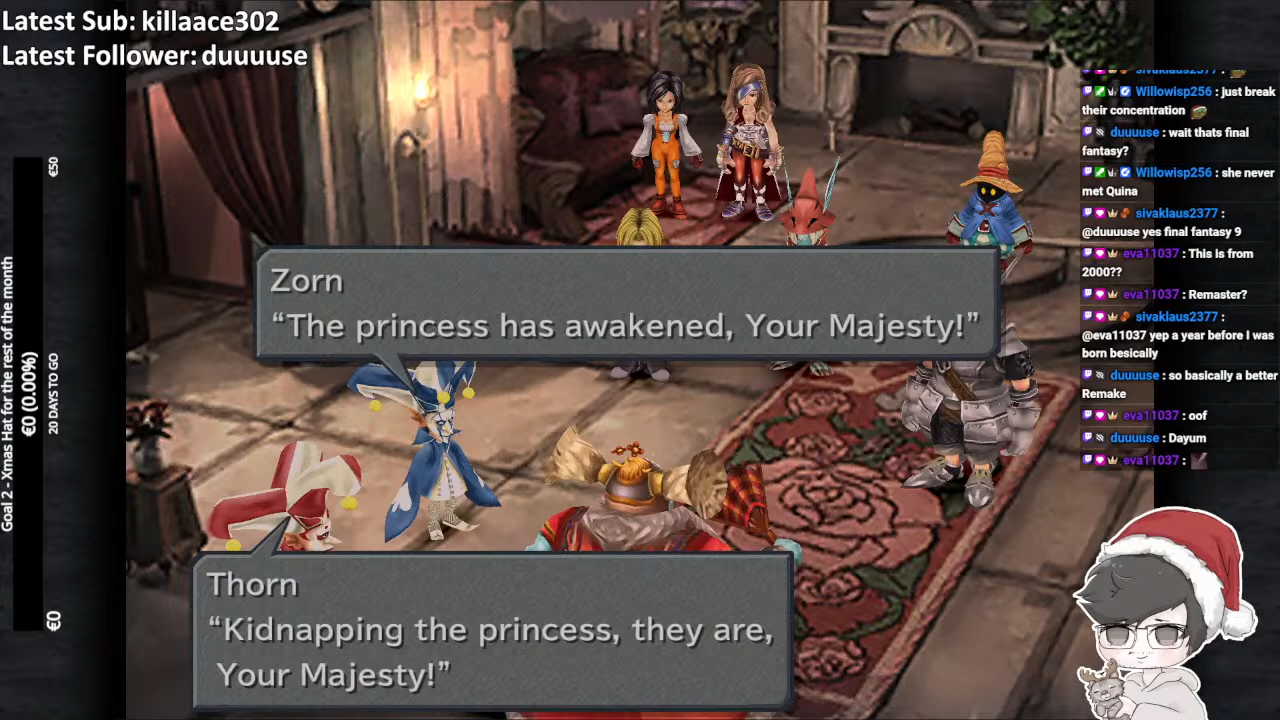 Latest Sub: killaace302
Latest Follower: duuuuse
€50
Goal 2 - Xmas Hat for the rest of the month
€0 (0.00%)
20 DAYS TO GO
€0
Zorn
“The princess has awakened, Your Majesty!”
Thorn
“Kidnapping the princess, they are,
Your Majesty!”
sivaklaus2377 :
Willowisp256 : just break
their concentration
duuuuse : wait thats final
fantasy?
Willowisp256 : she never
met Quina
sivaklaus2377 :
@duuuuse yes final fantasy 9
eva11037 : This is from
2000??
eva11037 : Remaster?
sivaklaus2377 :
@eva11037 yep a year before I was
born besically
duuuuse : so basically a better
Remake
eva11037 : oof
duuuuse : Dayum
eva11037 :